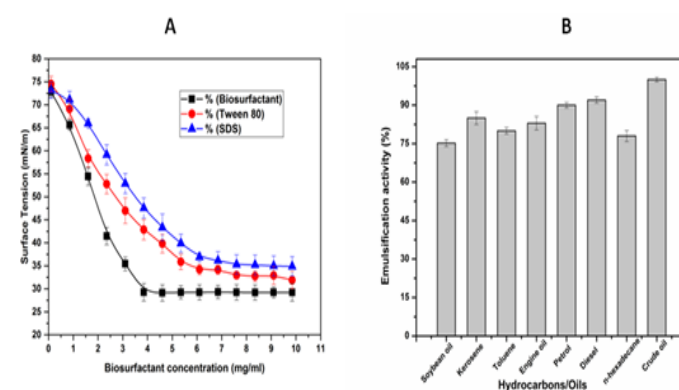 A
Surface Tension (mN/m)
80
75
70
65
60
55
50
45
40
35
30
25
20
% (Biosurfactant)
% (Tween 80)
% (SDS)
0 1 2 3 4 5 6 7 8 9 10 11
Biosurfactant concentration (mg/ml)
B
Emulsification activity (%)
105
90
75
60
45
30
15
0
Soybean oil
Kerosene
Toluene
Engine oil
Petrol
Diesel
n-hexadecane
Crude oil
Hydrocarbons/Oils